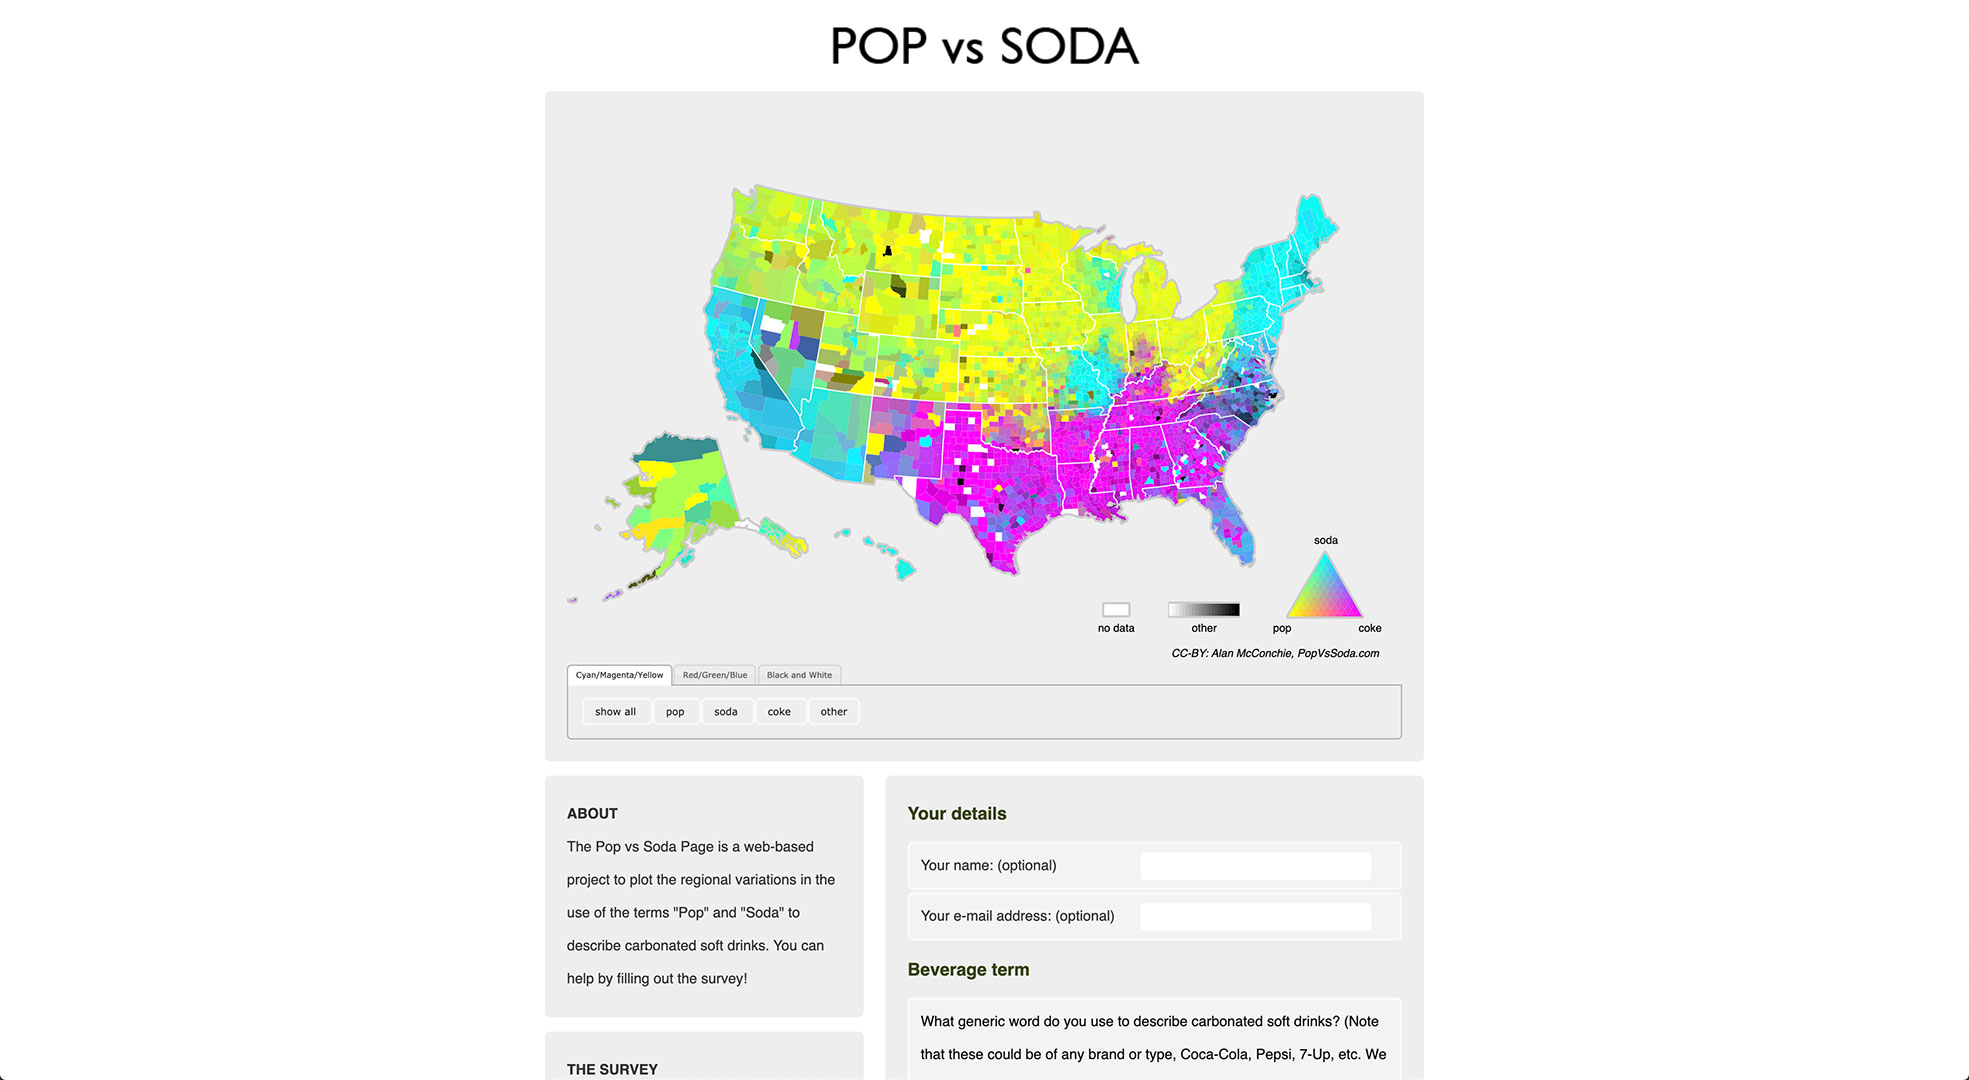 POP vs SODA
soda
no data
other
pop
coke
CC-BY: Alan McConchie, PopVsSoda.com
Cyan/Magenta/Yellow
Red/Green/Blue
Black and White
show all
pop
soda
coke
other
ABOUT
The Pop vs Soda Page is a web-based
project to plot the regional variations in the
use of the terms "Pop" and "Soda" to
describe carbonated soft drinks. You can
help by filling out the survey!
THE SURVEY
Your details
Your name: (optional)
Your e-mail address: (optional)
Beverage term
What generic word do you use to describe carbonated soft drinks? (Note
that these could be of any brand or type, Coca-Cola, Pepsi, 7-Up, etc. We